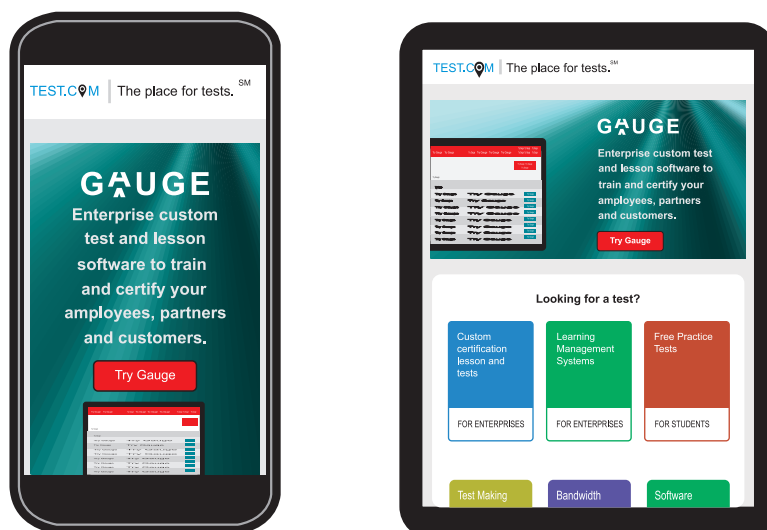 TEST.COM | The place for tests. SM
GAUGE
Enterprise custom
test and lesson
software to train
and certify your
amployees, partners
and customers.
Try Gauge
TEST.COM | The place for tests. SM
GAUGE
Enterprise custom test
and lesson software to
train and certify your
amployees, partners
and customers.
Try Gauge
Looking for a test?
Custom
certification
lesson and
tests
FOR ENTERPRISES
Learning
Management
Systems
FOR ENTERPRISES
Free Practice
Tests
FOR STUDENTS
Test Making
Bandwidth
Software